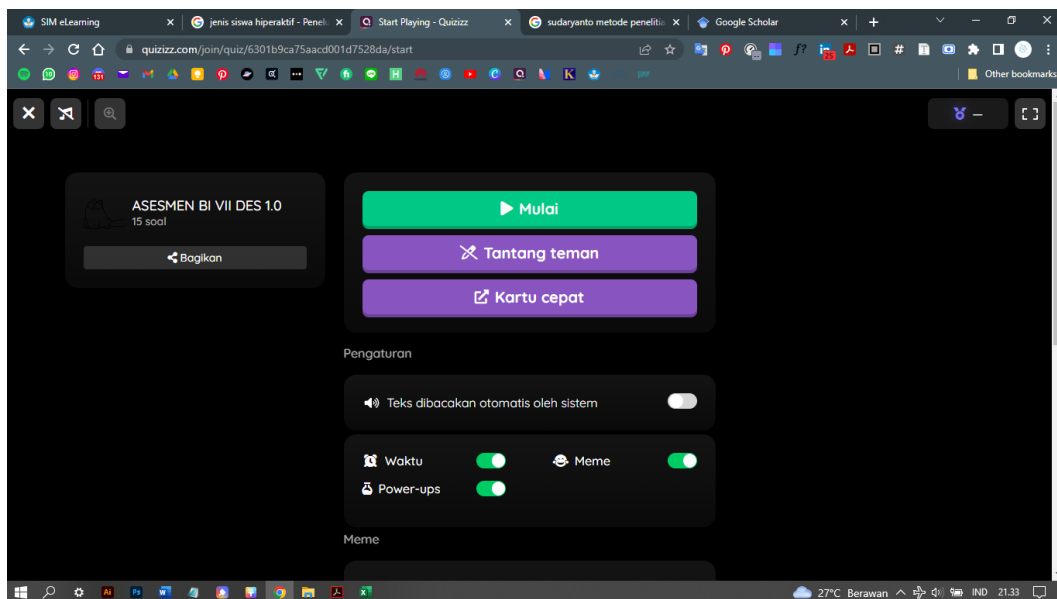 SIM eLearning
jenis siswa hiperaktif - Penelu
Start Playing - Quizizz
sudaryanto metode penelitia
Google Scholar
quizizz.com/join/quiz/6301b9ca75aacd001d7528da/start
Other bookmarks
ASESMEN BI VII DES 1.0
15 soal
Bagikan
Mulai
Tantang teman
Kartu cepat
Pengaturan
Teks dibacakan otomatis oleh sistem
Waktu
Meme
Power-ups
Meme
27°C Berawan
IND
21.33